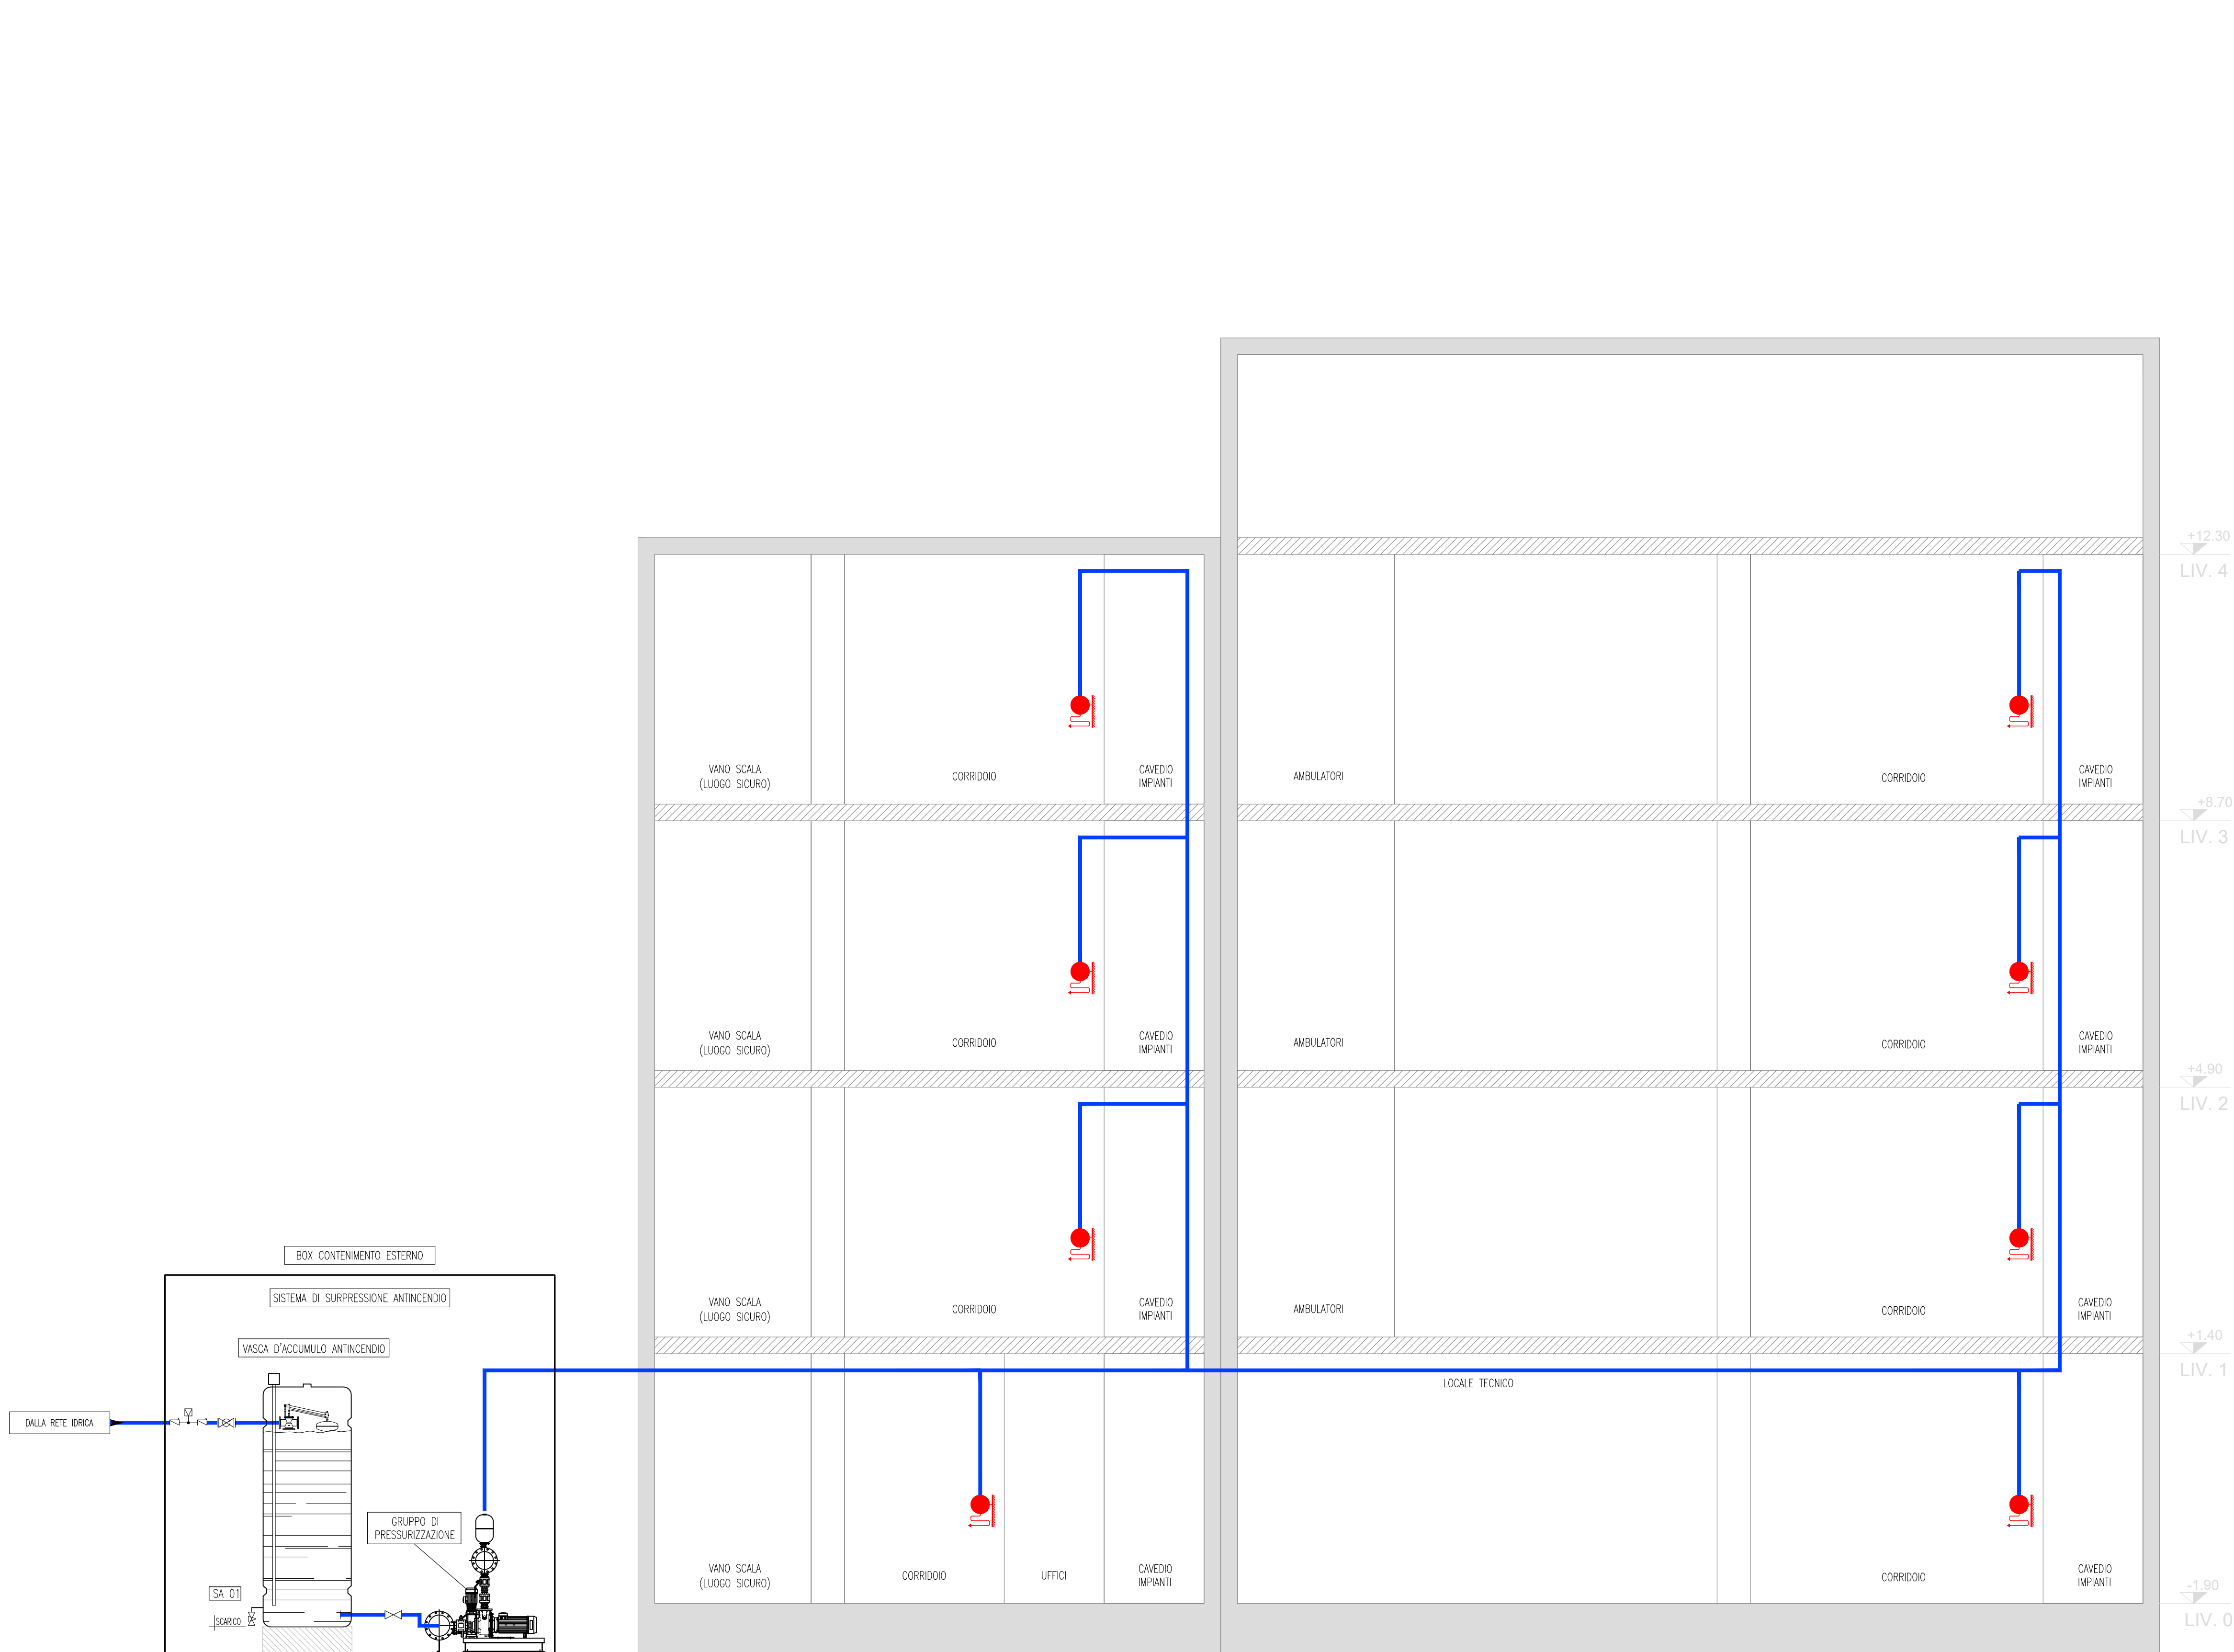 +12.30
LIV. 4
VANO SCALA
(LUOGO SICURO)
CORRIDOIO
CAVEDIO
IMPIANTI
AMBULATORI
CORRIDOIO
CAVEDIO
IMPIANTI
+8.70
LIV. 3
VANO SCALA
(LUOGO SICURO)
CORRIDOIO
CAVEDIO
IMPIANTI
AMBULATORI
CORRIDOIO
CAVEDIO
IMPIANTI
+4.90
LIV. 2
VANO SCALA
(LUOGO SICURO)
CORRIDOIO
CAVEDIO
IMPIANTI
AMBULATORI
CORRIDOIO
CAVEDIO
IMPIANTI
+1.40
LIV. 1
LOCALE TECNICO
VANO SCALA
(LUOGO SICURO)
CORRIDOIO
UFFICI
CAVEDIO
IMPIANTI
CORRIDOIO
CAVEDIO
IMPIANTI
-1.90
LIV. 0
BOX CONTENIMENTO ESTERNO
SISTEMA DI SURPRESSIONE ANTINCENDIO
VASCA D'ACCUMULO ANTINCENDIO
DALLA RETE IDRICA
GRUPPO DI
PRESSURIZZAZIONE
SA 01
SCARICO